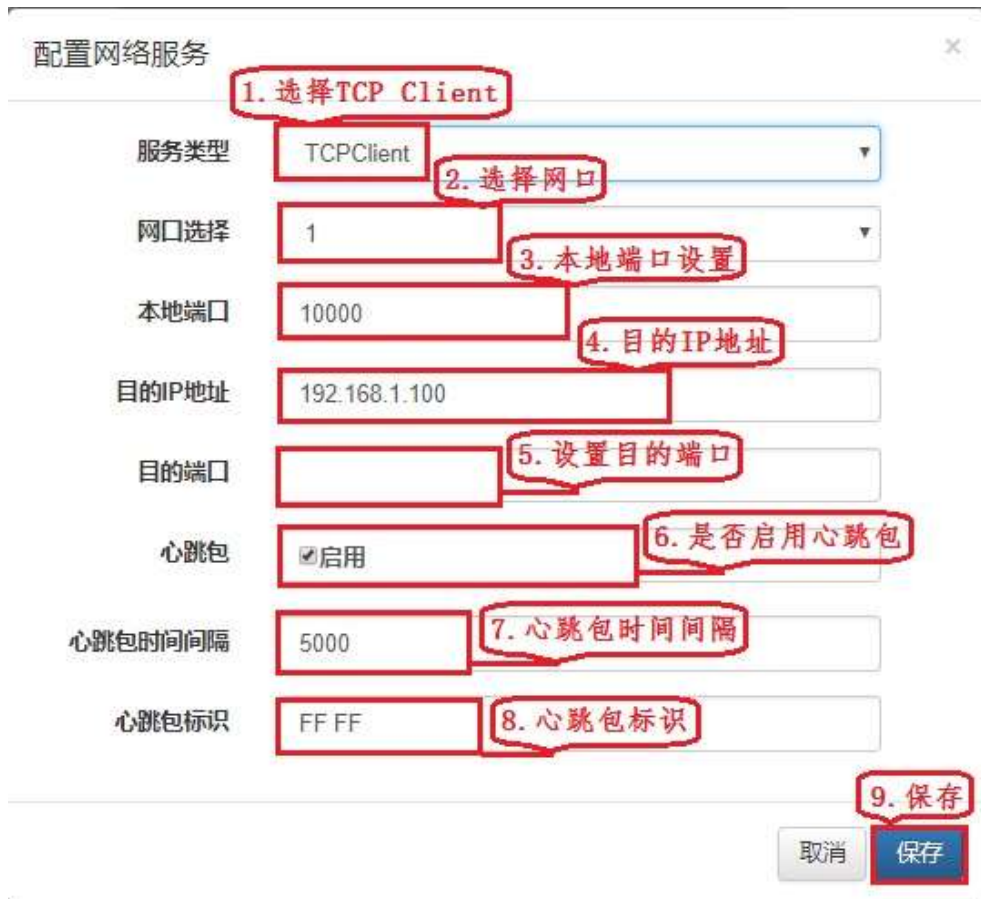 配置网络服务
×
1. 选择TCP Client
服务类型
TCPClient
2. 选择网口
网口选择
1
3. 本地端口设置
本地端口
10000
4. 目的IP地址
目的IP地址
192.168.1.100
5. 设置目的端口
目的端口
6. 是否启用心跳包
心跳包
启用
7. 心跳包时间间隔
心跳包时间间隔
5000
8. 心跳包标识
心跳包标识
FF FF
9. 保存
取消
保存